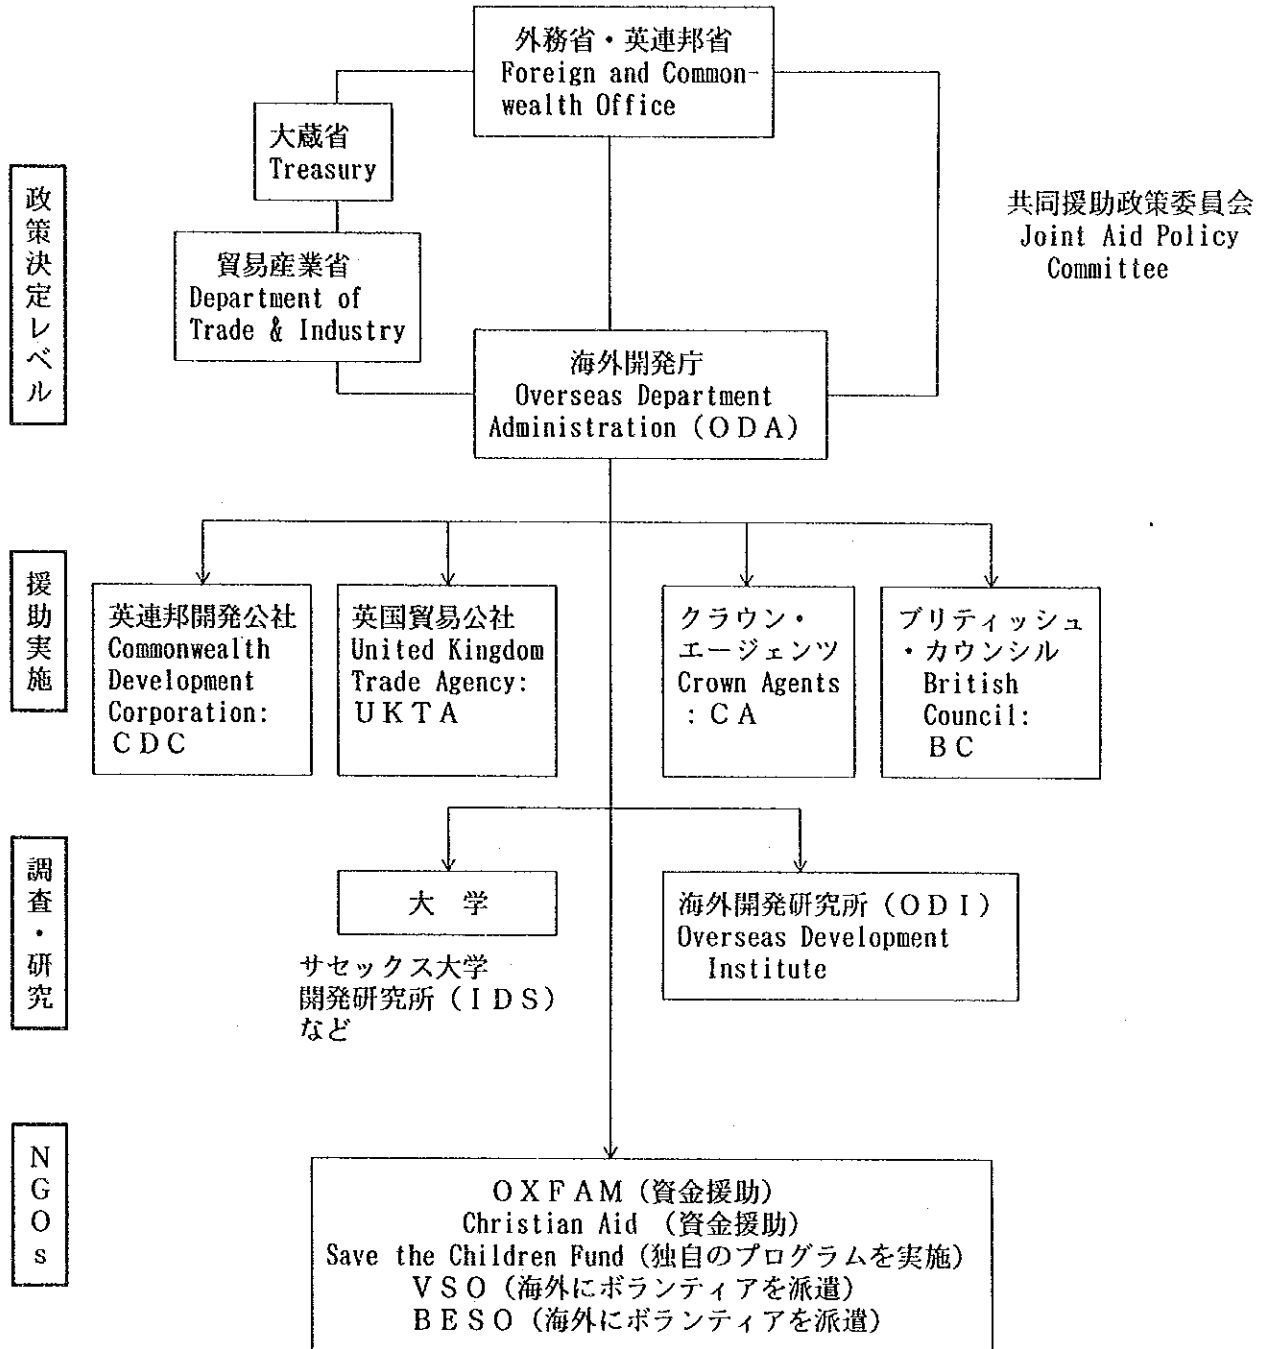 外務省・英連邦省
Foreign and Common-
wealth Office
大蔵省
Treasury
貿易産業省
Department of
Trade & Industry
共同援助政策委員会
Joint Aid Policy
Committee
政策決定レベル
海外開発庁
Overseas Department
Administration (ODA)
援助実施
英連邦開発公社
Commonwealth
Development
Corporation:
CDC
英国貿易公社
United Kingdom
Trade Agency:
UKTA
クラウン・
エージェンツ
Crown Agents
: CA
ブリティッシュ
・カウンシル
British
Council:
BC
調査・研究
大 学
サセックス大学
開発研究所(IDS)
など
海外開発研究所(ODI)
Overseas Development
Institute
NGOs
OXFAM(資金援助)
Christian Aid (資金援助)
Save the Children Fund(独自のプログラムを実施)
VSO(海外にボランティアを派遣)
BESO(海外にボランティアを派遣)